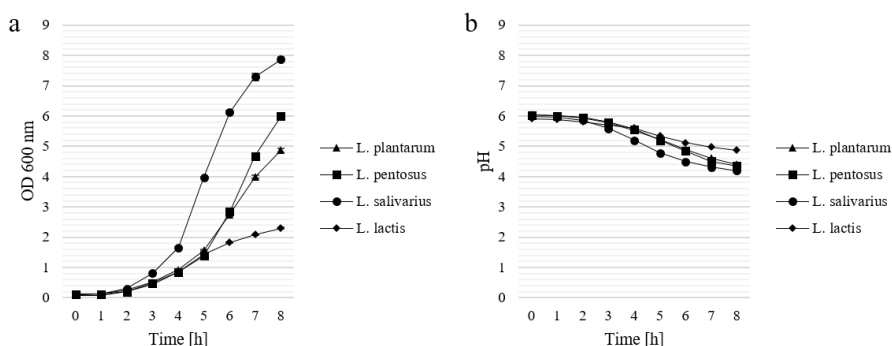 a
9
8
7
6
5
4
3
2
1
0
OD 600 nm
0 1 2 3 4 5 6 7 8
Time [h]
L. plantarum
L. pentosus
L. salivarius
L. lactis
b
9
8
7
6
5
4
3
2
1
0
pH
0 1 2 3 4 5 6 7 8
Time [h]
L. plantarum
L. pentosus
L. salivarius
L. lactis